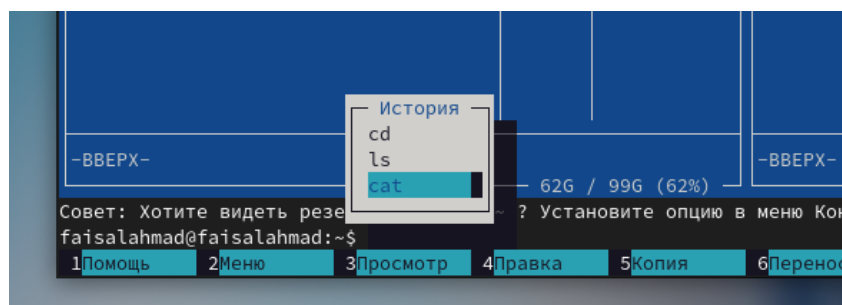 История
cd
ls
cat
-ВВЕРХ-
62G / 99G (62%)
-ВВЕРХ-
Совет: Хотите видеть резе ~ ? Установите опцию в меню Кон
faisalahmad@faisalahmad:~$
1Помощь 2Меню 3Просмотр 4Правка 5Копия 6Перенос